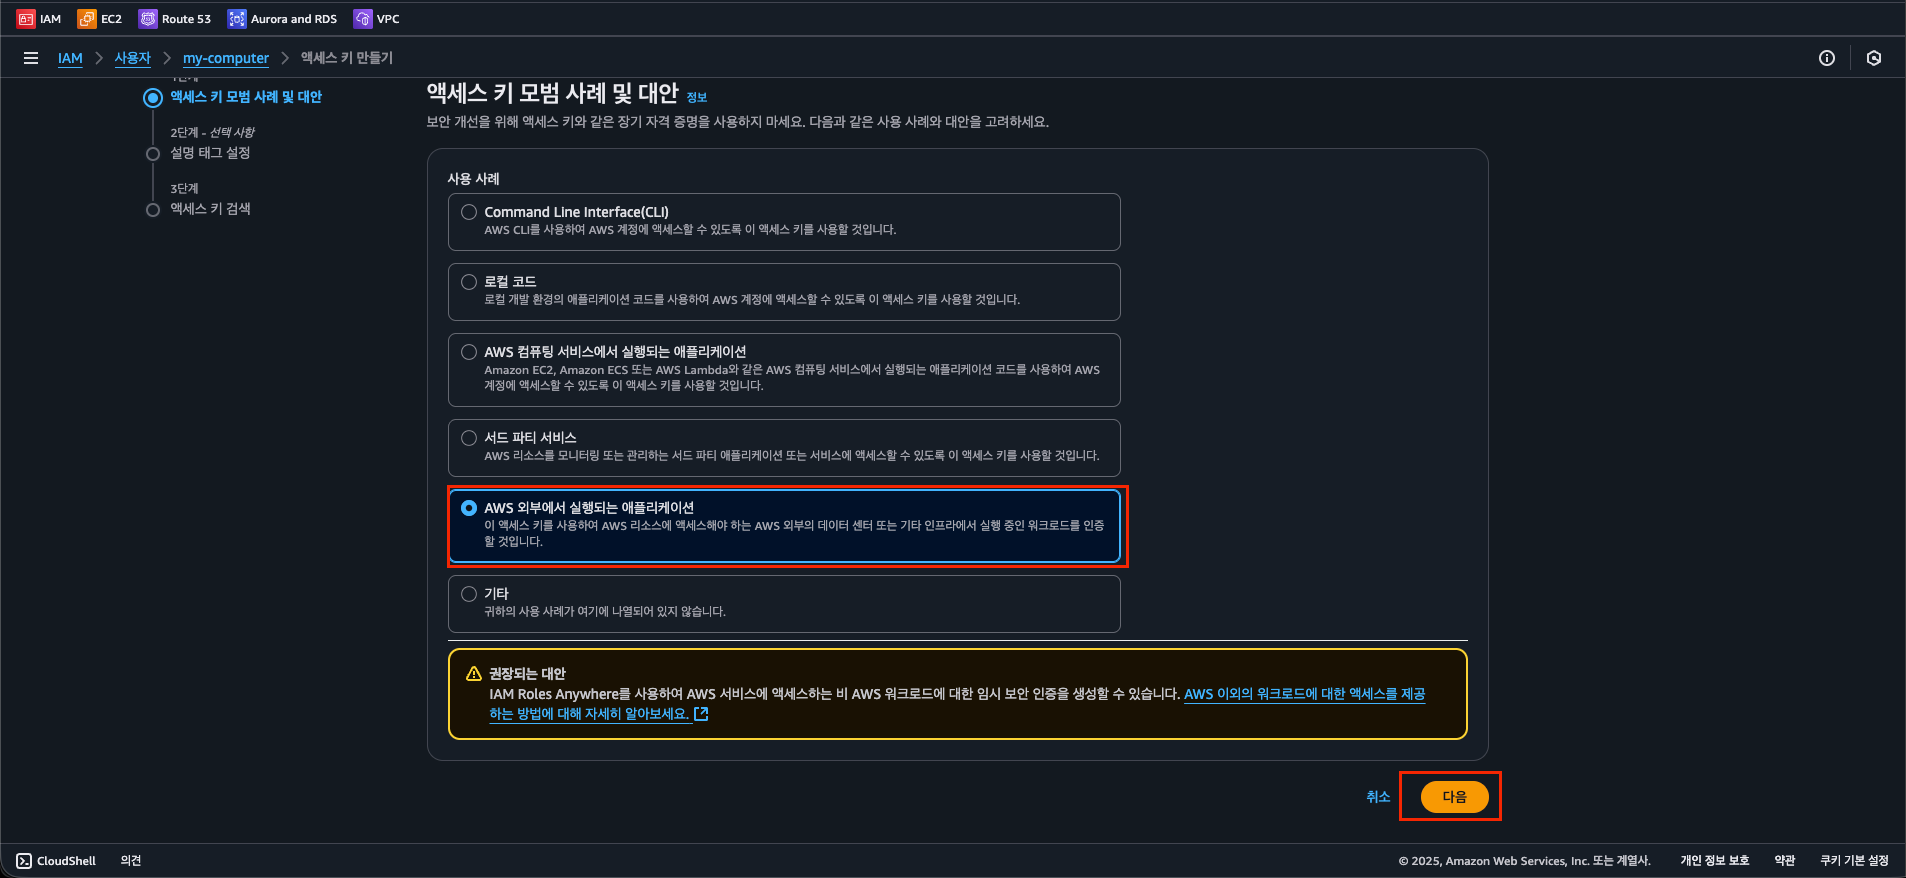 IAM EC2 Route 53 Aurora and RDS VPC
IAM 사용자 my-computer 액세스 키 만들기
액세스 키 모범 사례 및 대안
2단계 - 선택 사항
설명 태그 설정
3단계
액세스 키 검색
액세스 키 모범 사례 및 대안 정보
보안 개선을 위해 액세스 키와 같은 장기 자격 증명을 사용하지 마세요. 다음과 같은 사용 사례와 대안을 고려하세요.
사용 사례
Command Line Interface(CLI)
AWS CLI를 사용하여 AWS 계정에 액세스할 수 있도록 이 액세스 키를 사용할 것입니다.
로컬 코드
로컬 개발 환경의 애플리케이션 코드를 사용하여 AWS 계정에 액세스할 수 있도록 이 액세스 키를 사용할 것입니다.
AWS 컴퓨팅 서비스에서 실행되는 애플리케이션
Amazon EC2, Amazon ECS 또는 AWS Lambda와 같은 AWS 컴퓨팅 서비스에서 실행되는 애플리케이션 코드를 사용하여 AWS
계정에 액세스할 수 있도록 이 액세스 키를 사용할 것입니다.
서드 파티 서비스
AWS 리소스를 모니터링 또는 관리하는 서드 파티 애플리케이션 또는 서비스에 액세스할 수 있도록 이 액세스 키를 사용할 것입니다.
AWS 외부에서 실행되는 애플리케이션
이 액세스 키를 사용하여 AWS 리소스에 액세스해야 하는 AWS 외부의 데이터 센터 또는 기타 인프라에서 실행 중인 워크로드를 인증
할 것입니다.
기타
귀하의 사용 사례가 여기에 나열되어 있지 않습니다.
권장되는 대안
IAM Roles Anywhere를 사용하여 AWS 서비스에 액세스하는 비 AWS 워크로드에 대한 임시 보안 인증을 생성할 수 있습니다. AWS 이외의 워크로드에 대한 액세스를 제공
하는 방법에 대해 자세히 알아보세요.
취소 다음
CloudShell 의견 © 2025, Amazon Web Services, Inc. 또는 계열사. 개인 정보 보호 약관 쿠키 기본 설정